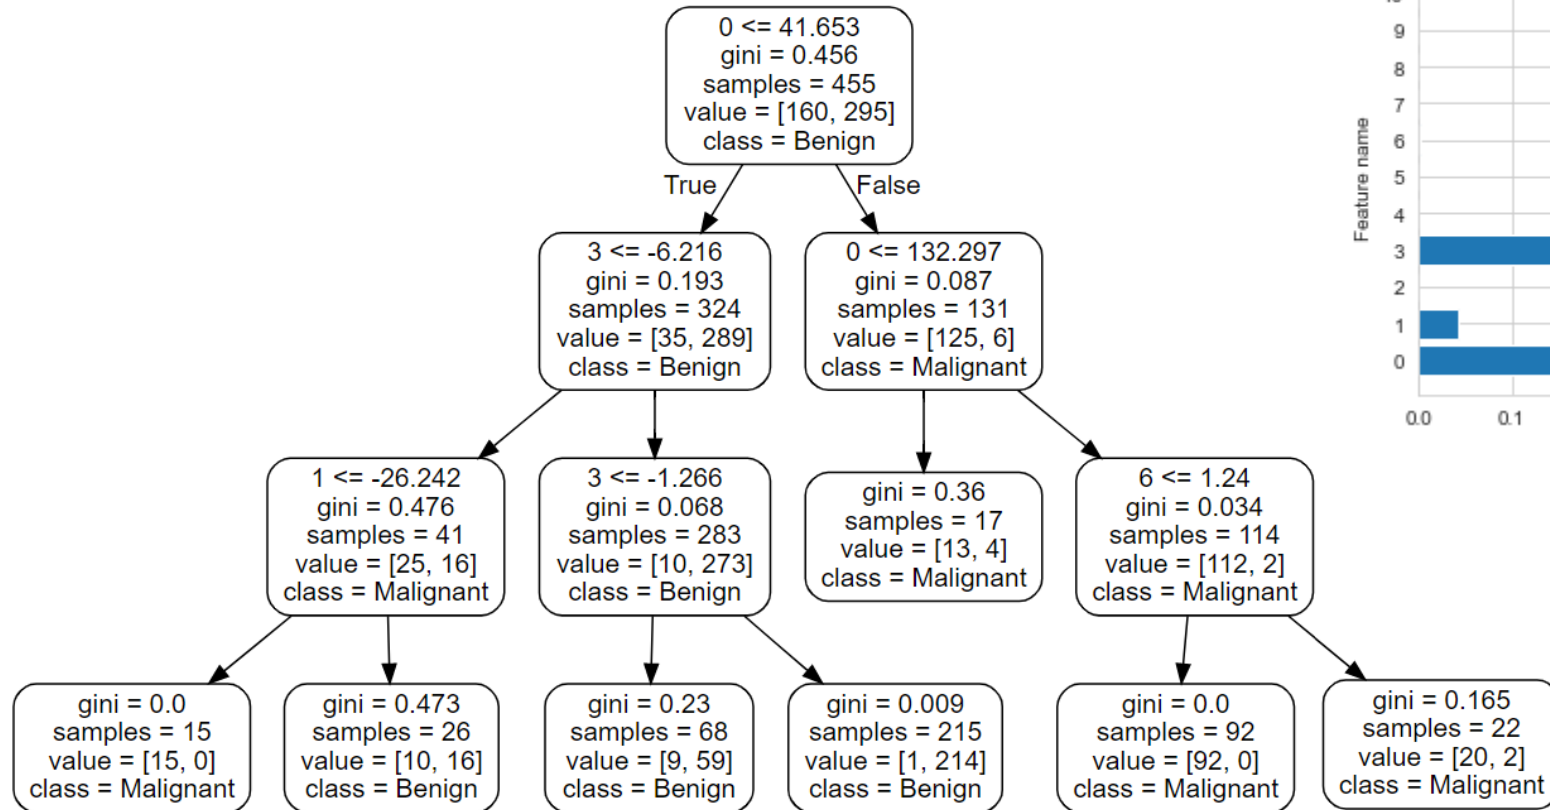 0 <= 41.653
gini = 0.456
samples = 455
value = [160, 295]
class = Benign
True
False
3 <= -6.216
gini = 0.193
samples = 324
value = [35, 289]
class = Benign
0 <= 132.297
gini = 0.087
samples = 131
value = [125, 6]
class = Malignant
1 <= -26.242
gini = 0.476
samples = 41
value = [25, 16]
class = Malignant
3 <= -1.266
gini = 0.068
samples = 283
value = [10, 273]
class = Benign
gini = 0.36
samples = 17
value = [13, 4]
class = Malignant
6 <= 1.24
gini = 0.034
samples = 114
value = [112, 2]
class = Malignant
gini = 0.0
samples = 15
value = [15, 0]
class = Malignant
gini = 0.473
samples = 26
value = [10, 16]
class = Benign
gini = 0.23
samples = 68
value = [9, 59]
class = Benign
gini = 0.009
samples = 215
value = [1, 214]
class = Benign
gini = 0.0
samples = 92
value = [92, 0]
class = Malignant
gini = 0.165
samples = 22
value = [20, 2]
class = Malignant
Feature name
9
8
7
6
5
4
3
2
1
0
0.0
0.1